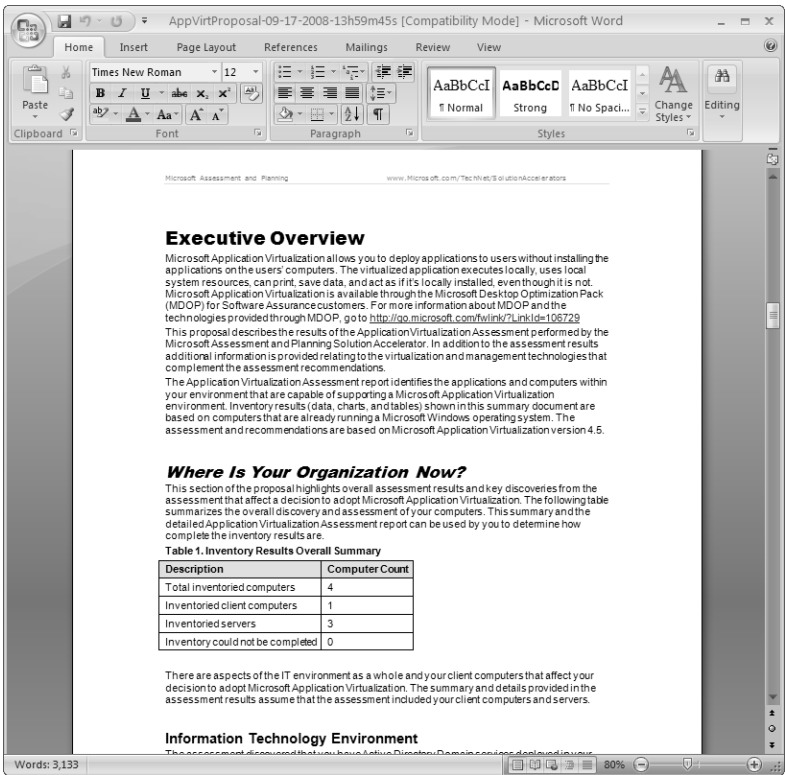 AppVirtProposal-09-17-2008-13h59m45s [Compatibility Mode] - Microsoft Word
Home Insert Page Layout References Mailings Review View
Times New Roman 12
Paste
B I U abe X₂ X² Aa A A
AaBbCcI AaBbCcD AaBbCcI
¶ Normal Strong ¶ No Spaci...
Change Styles
Editing
Clipboard Font Paragraph Styles
Microsoft Assessment and Planning www.Microsoft.com/TechNet/SolutionAccelerators
Executive Overview
Microsoft Application Virtualization allows you to deploy applications to users without installing the
applications on the users' computers. The virtualized application executes locally, uses local
system resources, can print, save data, and act as if it's locally installed, even though it is not.
Microsoft Application Virtualization is available through the Microsoft Desktop Optimization Pack
(MDOP) for Software Assurance customers. For more information about MDOP and the
technologies provided through MDOP, go to http://go.microsoft.com/fwlink/?LinkId=106729
This proposal describes the results of the Application Virtualization Assessment performed by the
Microsoft Assessment and Planning Solution Accelerator. In addition to the assessment results
additional information is provided relating to the virtualization and management technologies that
complement the assessment recommendations.
The Application Virtualization Assessment report identifies the applications and computers within
your environment that are capable of supporting a Microsoft Application Virtualization
environment. Inventory results (data, charts, and tables) shown in this summary document are
based on computers that are already running a Microsoft Windows operating system. The
assessment and recommendations are based on Microsoft Application Virtualization version 4.5.
Where Is Your Organization Now?
This section of the proposal highlights overall assessment results and key discoveries from the
assessment that affect a decision to adopt Microsoft Application Virtualization. The following table
summarizes the overall discovery and assessment of your computers. This summary and the
detailed Application Virtualization Assessment report can be used by you to determine how
complete the inventory results are.
Table 1. Inventory Results Overall Summary
Description Computer Count
Total inventoried computers 4
Inventoried client computers 1
Inventoried servers 3
Inventory could not be completed 0
There are aspects of the IT environment as a whole and your client computers that affect your
decision to adopt Microsoft Application Virtualization. The summary and details provided in the
assessment results assume that the assessment included your client computers and servers.
Information Technology Environment
The assessment discovered that you have Active Directory Domain services deployed in your
Words: 3,133 80%